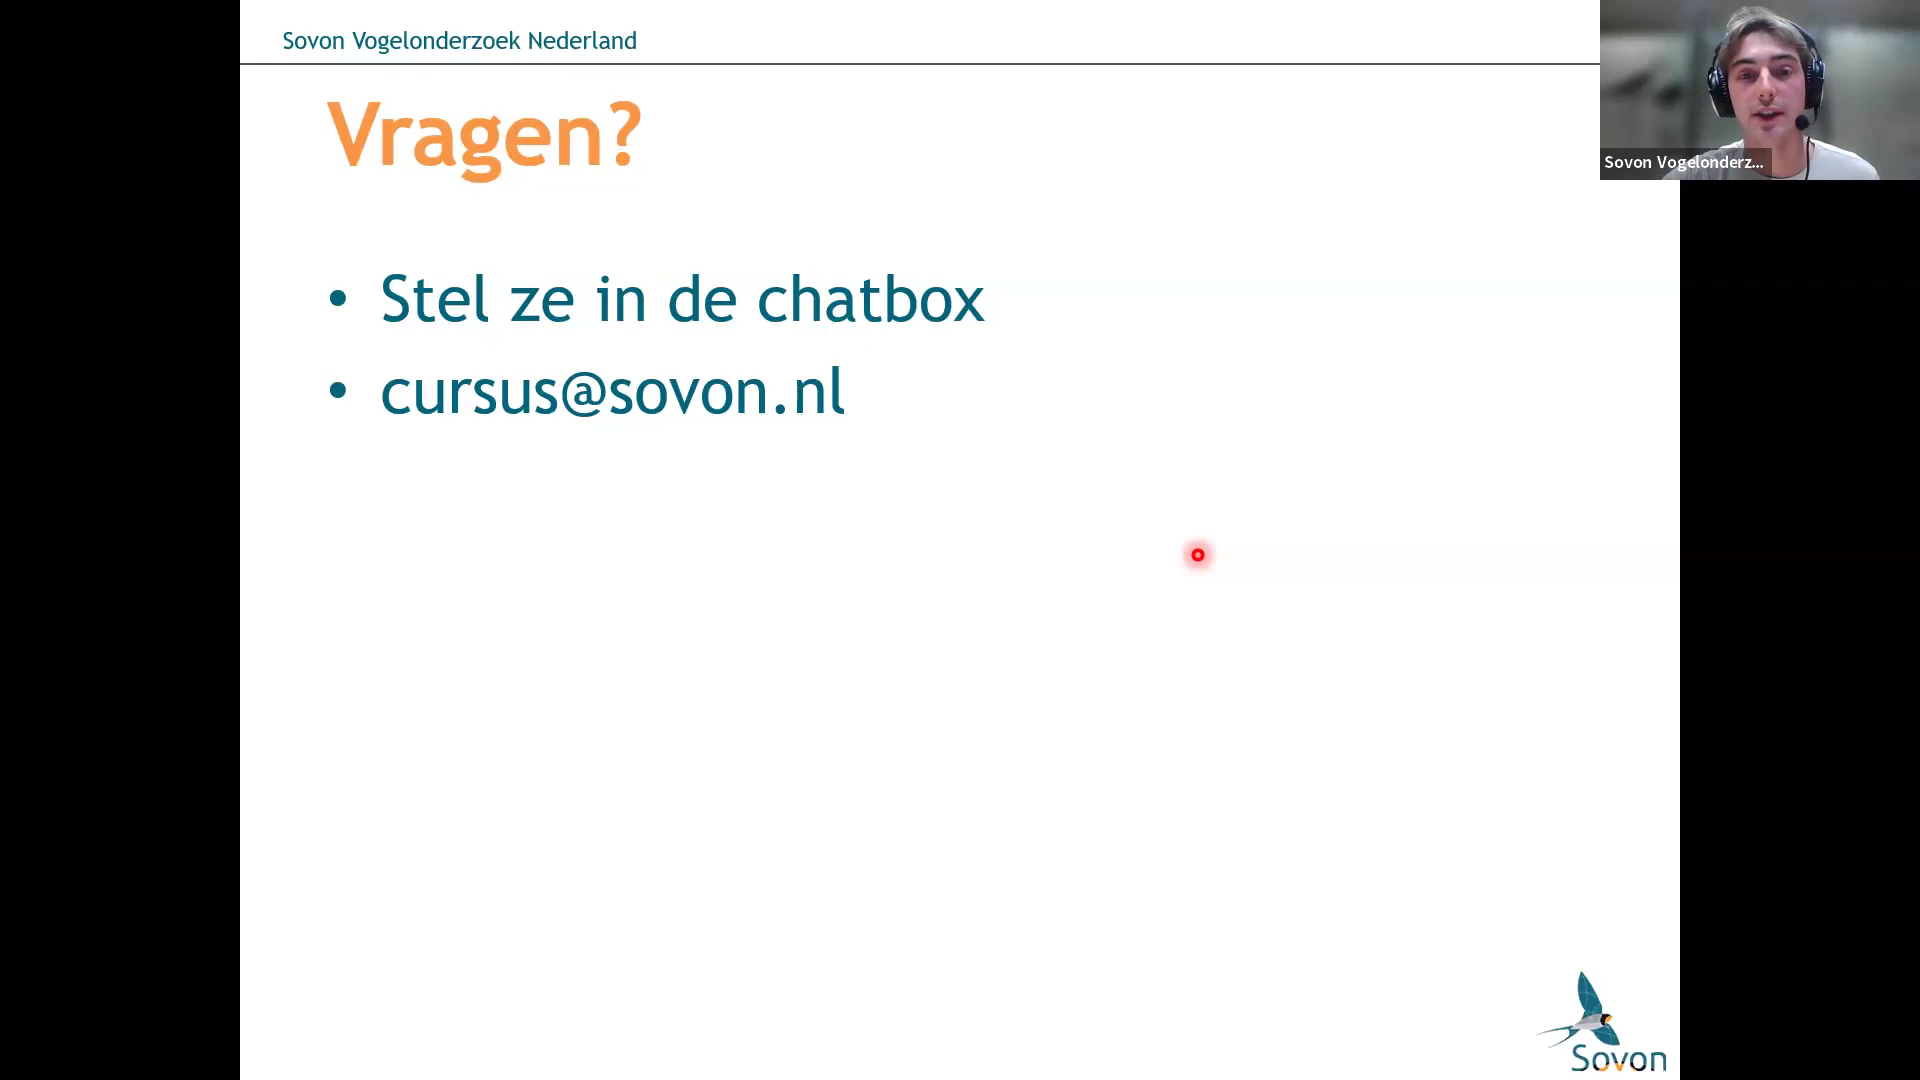 Sovon Vogelonderzoek Nederland
Sovon Vogelonderz...
Vragen?
• Stel ze in de chatbox
• cursus@sovon.nl
Sovon